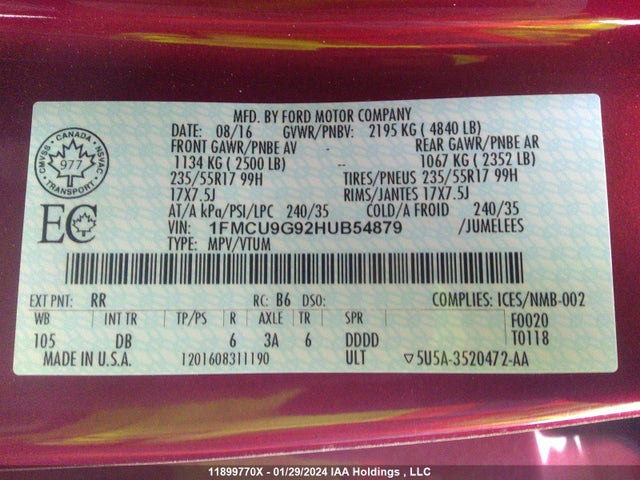 MFD. BY FORD MOTOR COMPANY
DATE: 08/16 GVWR/PNBV: 2195 KG ( 4840 LB)
FRONT GAWR/PNBE AV - REAR GAWR/PNBE AR
1134 KG ( 2500 LB) -- 1067 KG ( 2352 LB)
235/55R17 99H TIRES/PNEUS 235/55R17 99H
17X7.5J RIMS/JANTES 17X7.5J
AT/A kPa/PSI/LPC 240/35 COLD/A FROID 240/35
VIN: 1FMCU9G92HUB54879 /JUMELEES
TYPE: MPV/VTUM
CANADA
CMVSS - NSVAC
977
TRANSPORT
EC
EXT PNT: RR RC: B6 DSO: COMPLIES: ICES/NMB-002
WB INT TR TP/PS R AXLE TR SPR F0020
105 DB 6 3A 6 DDDD T0118
MADE IN U.S.A. 1201608311190 ULT ▽5U5A-3520472-AA
11899770X - 01/29/2024 IAA Holdings , LLC